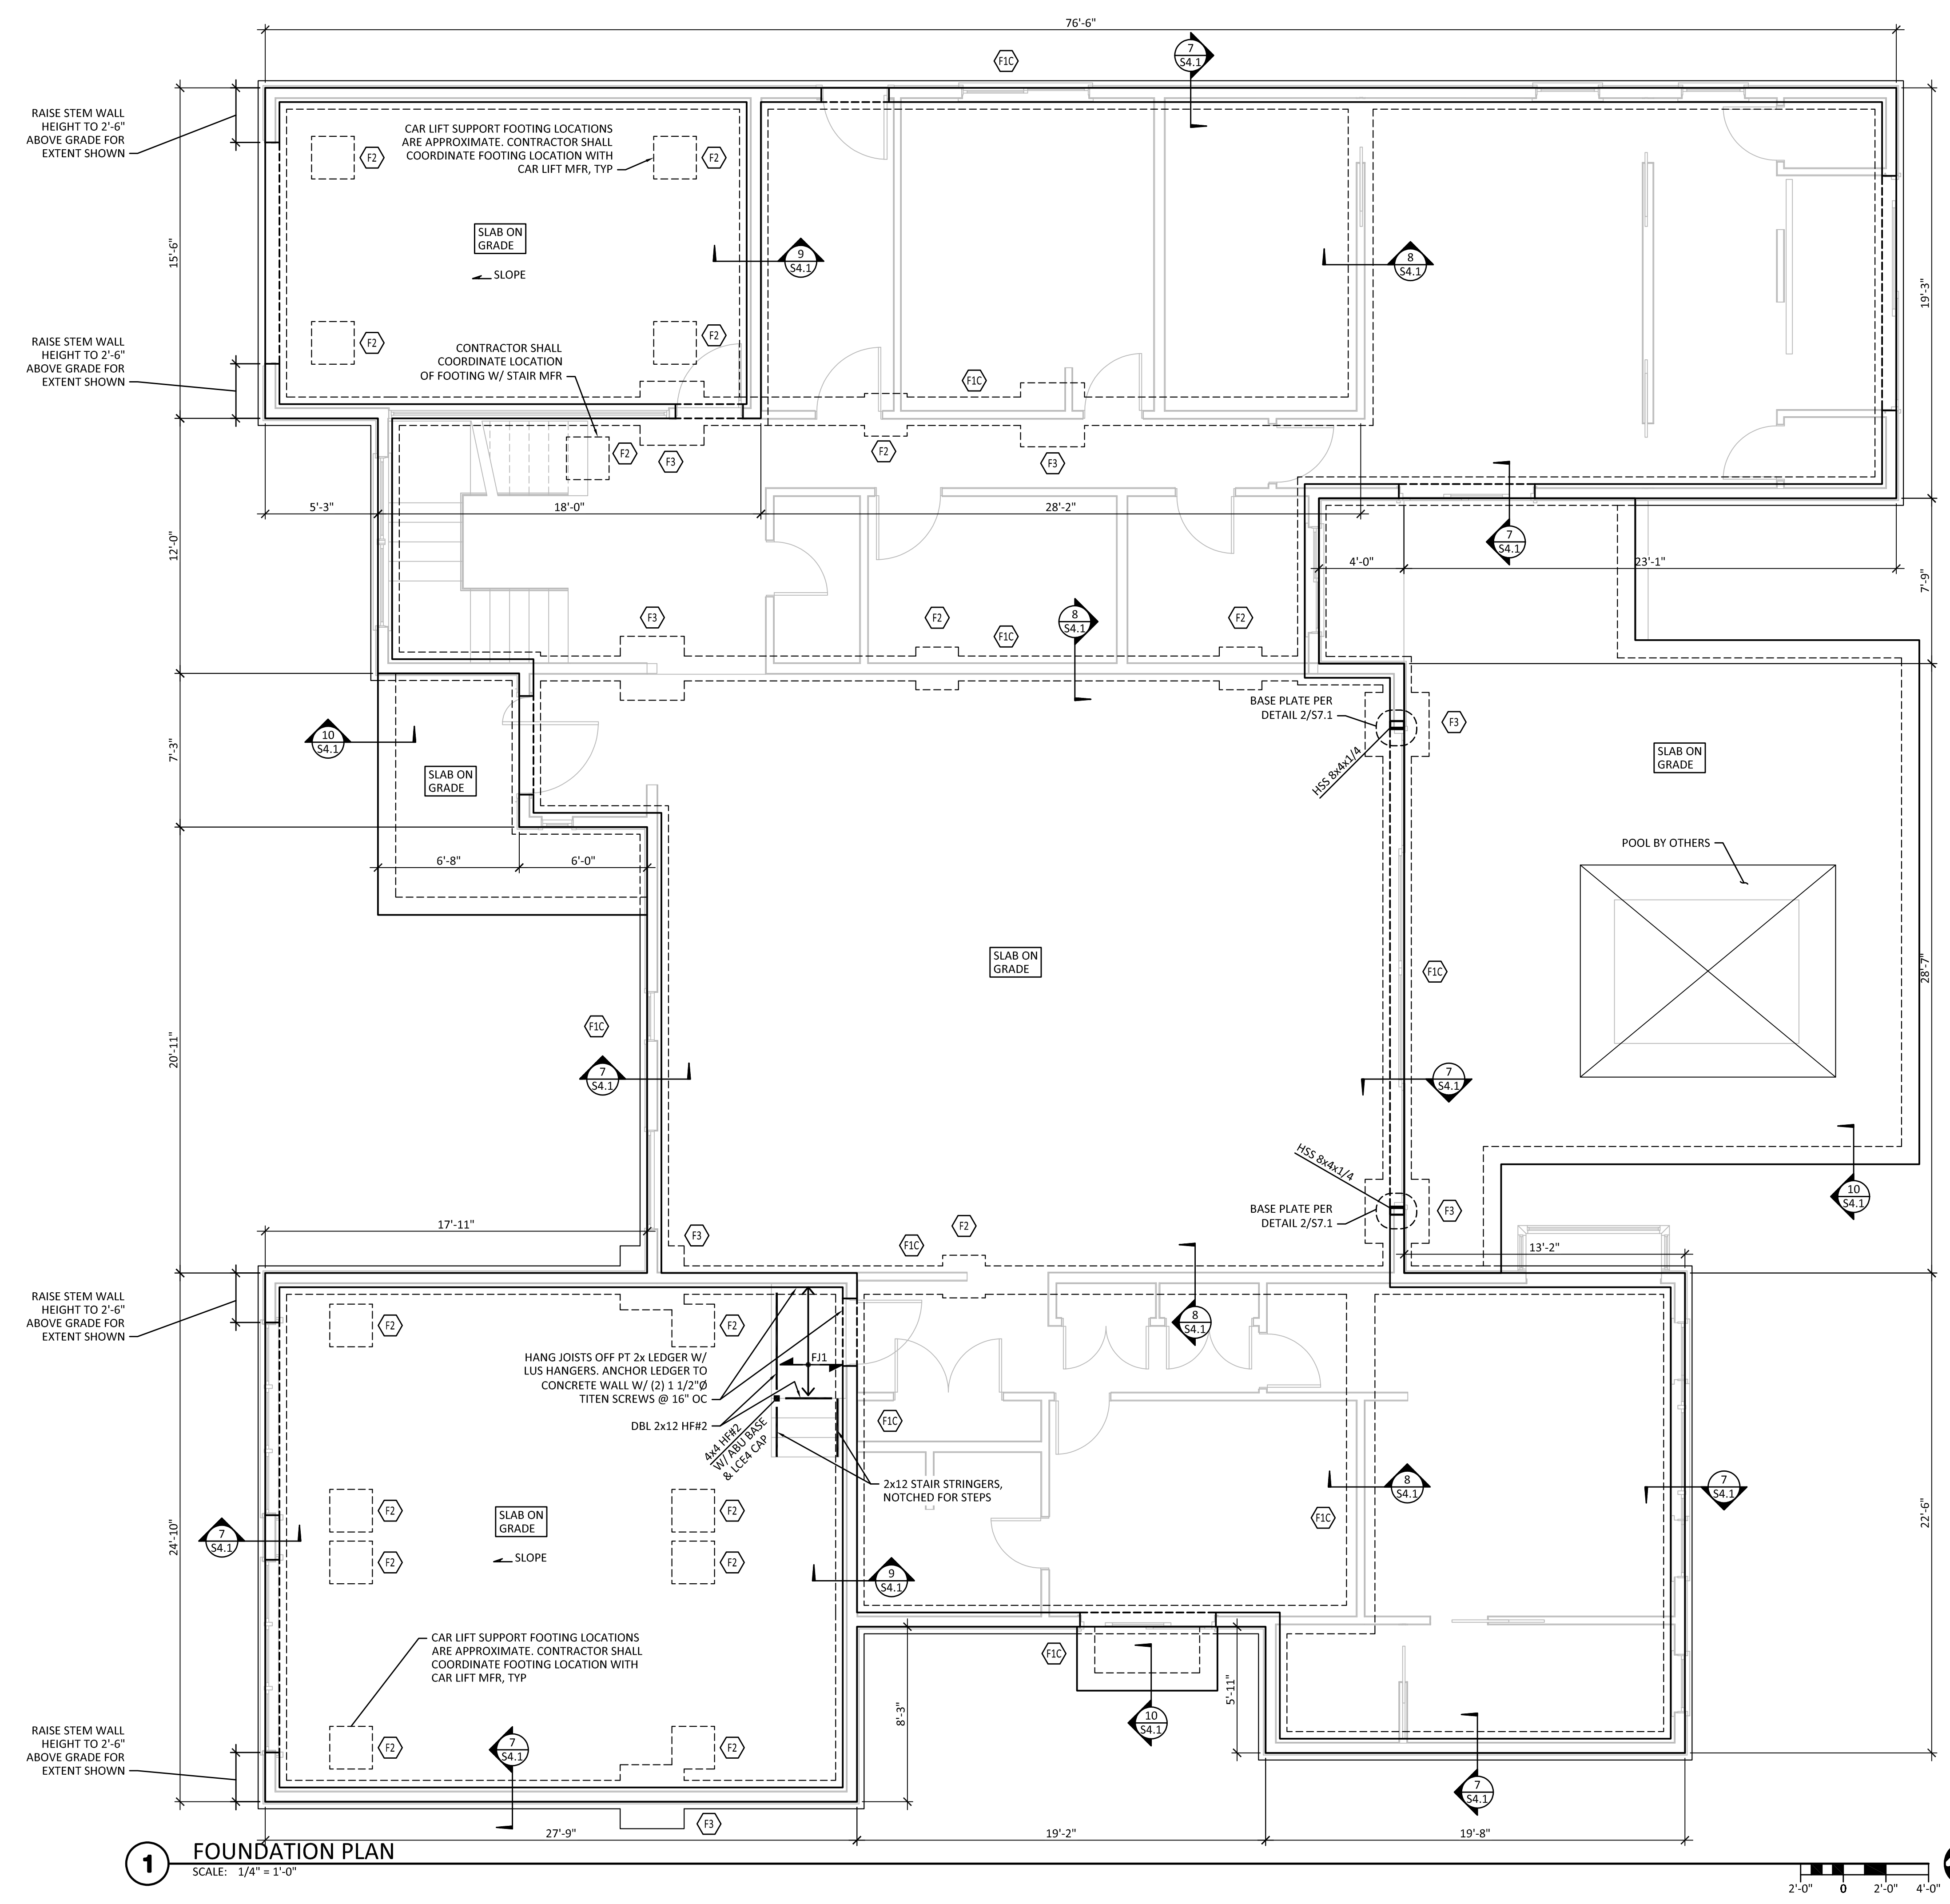 76'-6"
F1C
7
S4.1
RAISE STEM WALL
HEIGHT TO 2'-6"
ABOVE GRADE FOR
EXTENT SHOWN
CAR LIFT SUPPORT FOOTING LOCATIONS
ARE APPROXIMATE. CONTRACTOR SHALL
COORDINATE FOOTING LOCATION WITH
CAR LIFT MFR, TYP
F2
F2
15'-6"
SLAB ON
GRADE
SLOPE
9
S4.1
8
S4.1
19'-3"
RAISE STEM WALL
HEIGHT TO 2'-6"
ABOVE GRADE FOR
EXTENT SHOWN
F2
F2
CONTRACTOR SHALL
COORDINATE LOCATION
OF FOOTING W/ STAIR MFR
F1C
F2
F3
F2
F3
5'-3"
18'-0"
28'-2"
12'-0"
7
S4.1
4'-0"
23'-1"
7'-9"
F3
F2
F1C
8
S4.1
F2
10
S4.1
7'-3"
SLAB ON
GRADE
BASE PLATE PER
DETAIL 2/S7.1
F3
HSS 8x4x1/4
SLAB ON
GRADE
6'-8"
6'-0"
POOL BY OTHERS
SLAB ON
GRADE
F1C
28'-7"
F1C
20'-11"
7
S4.1
7
S4.1
HSS 8x4x1/4
BASE PLATE PER
DETAIL 2/S7.1
F3
10
S4.1
17'-11"
F3
F1C
F2
13'-2"
RAISE STEM WALL
HEIGHT TO 2'-6"
ABOVE GRADE FOR
EXTENT SHOWN
F2
F2
8
S4.1
HANG JOISTS OFF PT 2x LEDGER W/
LUS HANGERS. ANCHOR LEDGER TO
CONCRETE WALL W/ (2) 1 1/2"Ø
TITEN SCREWS @ 16" OC
FJ1
DBL 2x12 HF#2
4x4 HF#2
W/ ABU BASE
& LCE4 CAP
F1C
2x12 STAIR STRINGERS,
NOTCHED FOR STEPS
8
S4.1
7
S4.1
F1C
22'-6"
F2
F2
SLAB ON
GRADE
SLOPE
24'-10"
7
S4.1
F2
F2
9
S4.1
CAR LIFT SUPPORT FOOTING LOCATIONS
ARE APPROXIMATE. CONTRACTOR SHALL
COORDINATE FOOTING LOCATION WITH
CAR LIFT MFR, TYP
F1C
8'-3"
5'-11"
10
S4.1
RAISE STEM WALL
HEIGHT TO 2'-6"
ABOVE GRADE FOR
EXTENT SHOWN
F2
7
S4.1
F2
7
S4.1
F3
27'-9"
19'-2"
19'-8"
1
FOUNDATION PLAN
SCALE: 1/4" = 1'-0"
2'-0" 0 2'-0" 4'-0"